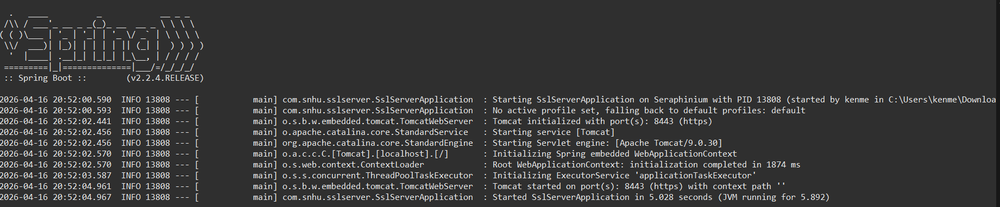 .   ____          _            __ _ _
 /\\ / ___'_ __ _ _(_)_ __  __ _ \ \ \ \
( ( )\___ | '_ | '_| | '_ \/ _` | \ \ \ \
 \\/  ___)| |_)| | | | | || (_| |  ) ) ) )
  '  |____| .__|_| |_|_| |_\__, | / / / /
 =========|_|==============|___/=/_/_/_/
 :: Spring Boot ::        (v2.2.4.RELEASE)
2026-04-16 20:52:00.590  INFO 13808 --- [           main] com.snhu.sslserver.SslServerApplication  : Starting SslServerApplication on Seraphinium with PID 13808 (started by kenme in C:\Users\kenme\Downloa
2026-04-16 20:52:00.593  INFO 13808 --- [           main] com.snhu.sslserver.SslServerApplication  : No active profile set, falling back to default profiles: default
2026-04-16 20:52:02.441  INFO 13808 --- [           main] o.s.b.w.embedded.tomcat.TomcatWebServer  : Tomcat initialized with port(s): 8443 (https)
2026-04-16 20:52:02.456  INFO 13808 --- [           main] o.apache.catalina.core.StandardService   : Starting service [Tomcat]
2026-04-16 20:52:02.456  INFO 13808 --- [           main] org.apache.catalina.core.StandardEngine  : Starting Servlet engine: [Apache Tomcat/9.0.30]
2026-04-16 20:52:02.570  INFO 13808 --- [           main] o.a.c.c.C.[Tomcat].[localhost].[/]       : Initializing Spring embedded WebApplicationContext
2026-04-16 20:52:02.570  INFO 13808 --- [           main] o.s.web.context.ContextLoader            : Root WebApplicationContext: initialization completed in 1874 ms
2026-04-16 20:52:03.587  INFO 13808 --- [           main] o.s.s.concurrent.ThreadPoolTaskExecutor  : Initializing ExecutorService 'applicationTaskExecutor'
2026-04-16 20:52:04.961  INFO 13808 --- [           main] o.s.b.w.embedded.tomcat.TomcatWebServer  : Tomcat started on port(s): 8443 (https) with context path ''
2026-04-16 20:52:04.967  INFO 13808 --- [           main] com.snhu.sslserver.SslServerApplication  : Started SslServerApplication in 5.028 seconds (JVM running for 5.892)